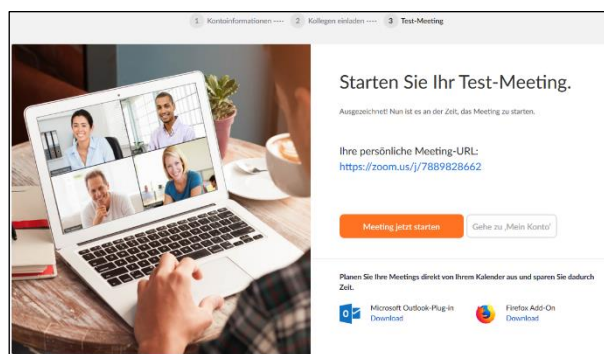 1 Kontoinformationen ---- 2 Kollegen einladen ---- 3 Test-Meeting
Starten Sie Ihr Test-Meeting.
Ausgezeichnet! Nun ist es an der Zeit, das Meeting zu starten.
Ihre persönliche Meeting-URL:
https://zoom.us/j/7889828662
Meeting jetzt starten Gehe zu ‚Mein Konto'
Planen Sie Ihre Meetings direkt von Ihrem Kalender aus und sparen Sie dadurch
Zeit.
Microsoft Outlook-Plug-in Firefox Add-On
Download Download